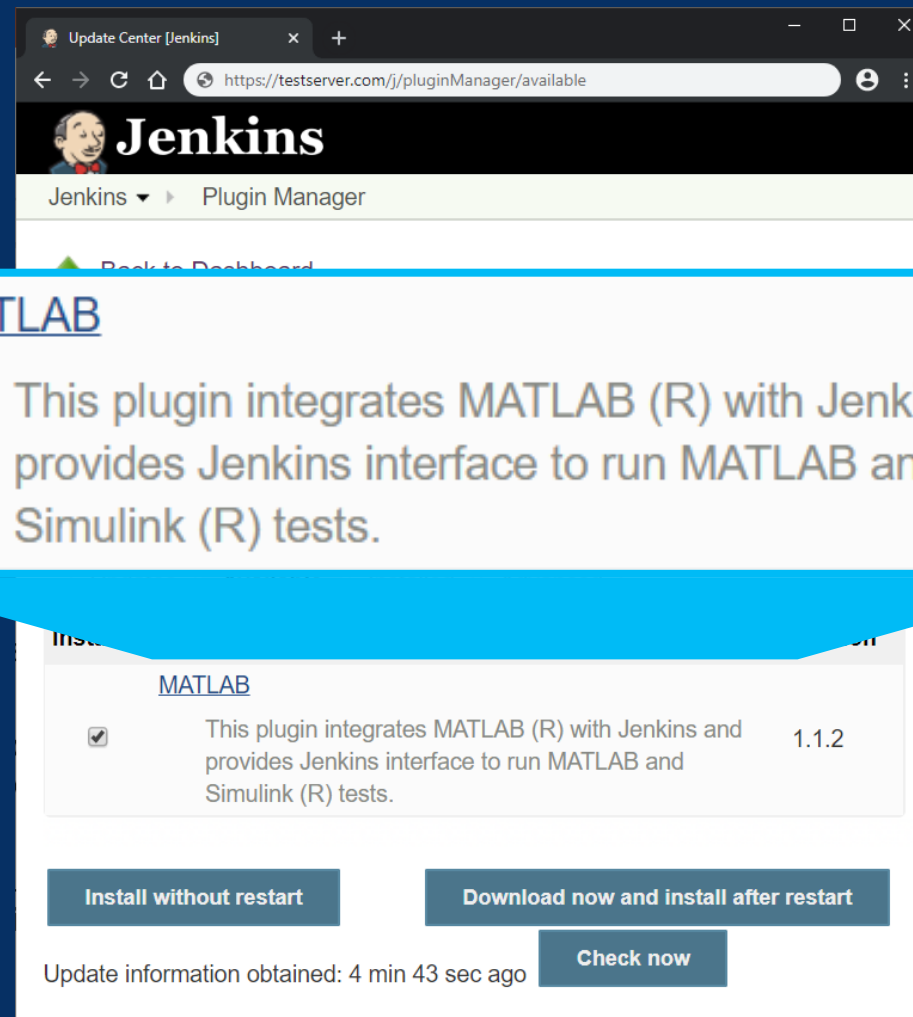 Update Center [Jenkins]
https://testserver.com/j/pluginManager/available
Jenkins
Jenkins Plugin Manager
Back to Dashboard
TLAB
This plugin integrates MATLAB (R) with Jenk
provides Jenkins interface to run MATLAB an
Simulink (R) tests.
MATLAB
This plugin integrates MATLAB (R) with Jenkins and
provides Jenkins interface to run MATLAB and
Simulink (R) tests.
1.1.2
Install without restart
Download now and install after restart
Update information obtained: 4 min 43 sec ago
Check now